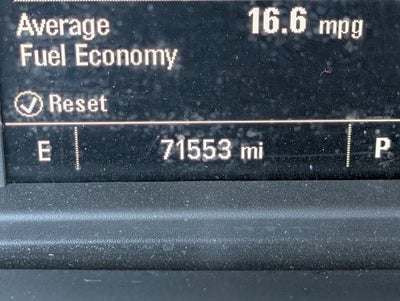 Average 16.6 mpg
Fuel Economy
Reset
E 71553 mi P